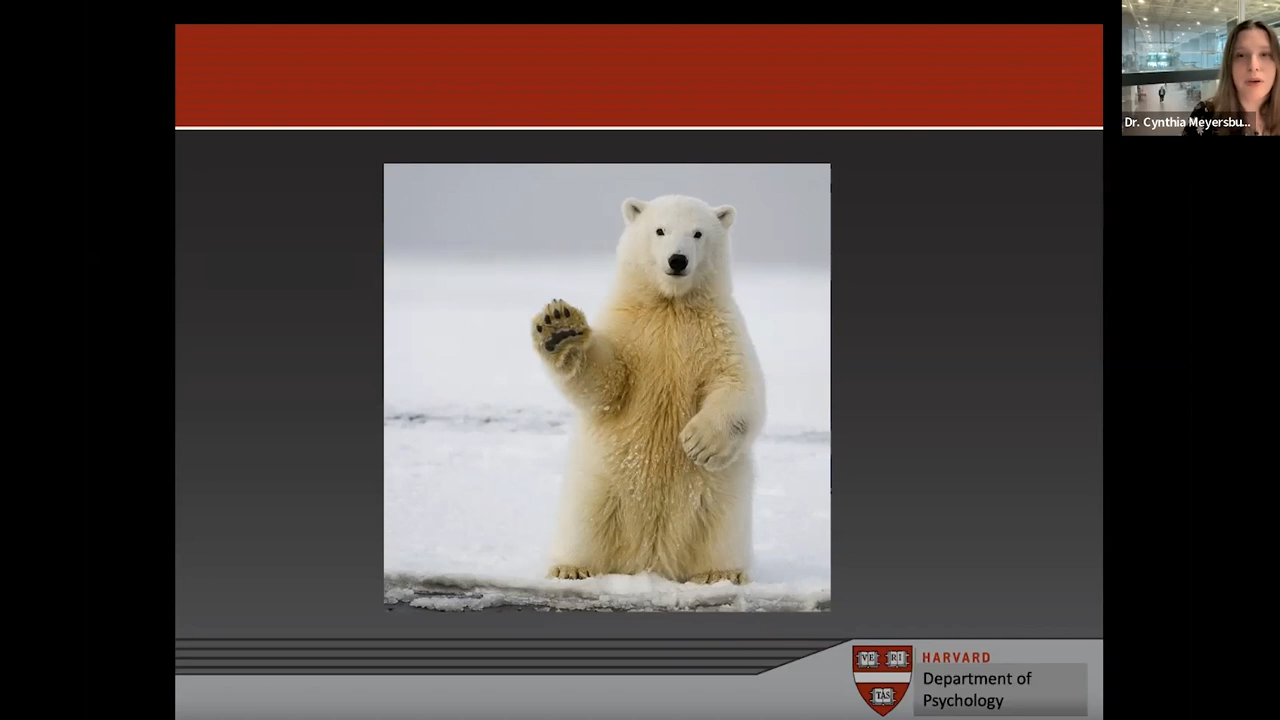 Dr. Cynthia Meyersbu...
VE RI
TAS
HARVARD
Department of
Psychology